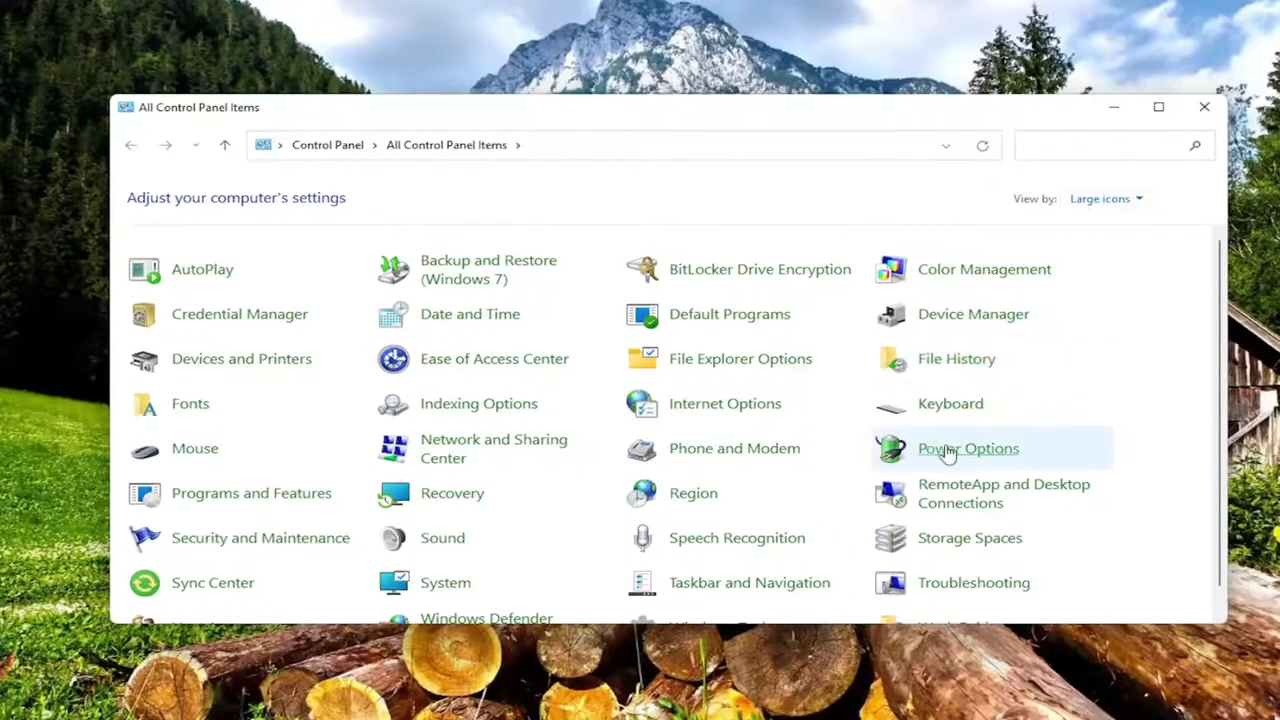 All Control Panel Items
Control Panel
All Control Panel Items
Adjust your computer's settings
View by:
Large icons
AutoPlay
Backup and Restore
(Windows 7)
BitLocker Drive Encryption
Color Management
Credential Manager
Date and Time
Default Programs
Device Manager
Devices and Printers
Ease of Access Center
File Explorer Options
File History
Fonts
Indexing Options
Internet Options
Keyboard
Mouse
Network and Sharing
Center
Phone and Modem
Power Options
Programs and Features
Recovery
Region
RemoteApp and Desktop
Connections
Security and Maintenance
Sound
Speech Recognition
Storage Spaces
Sync Center
System
Taskbar and Navigation
Troubleshooting
Windows Defender